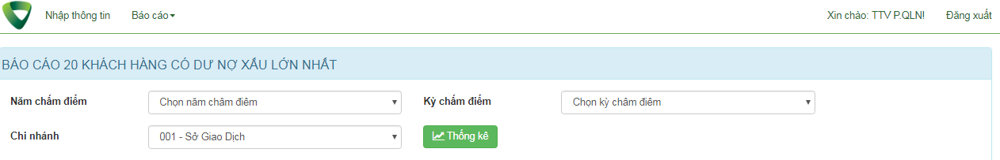 Nhập thông tin Báo cáo Xin chào: TTV P.QLN! Đăng xuất
BÁO CÁO 20 KHÁCH HÀNG CÓ DƯ NỢ XẤU LỚN NHẤT
Năm chấm điểm Chọn năm chấm điểm Kỳ chấm điểm Chọn kỳ chấm điểm
Chi nhánh 001 - Sở Giao Dịch Thống kê